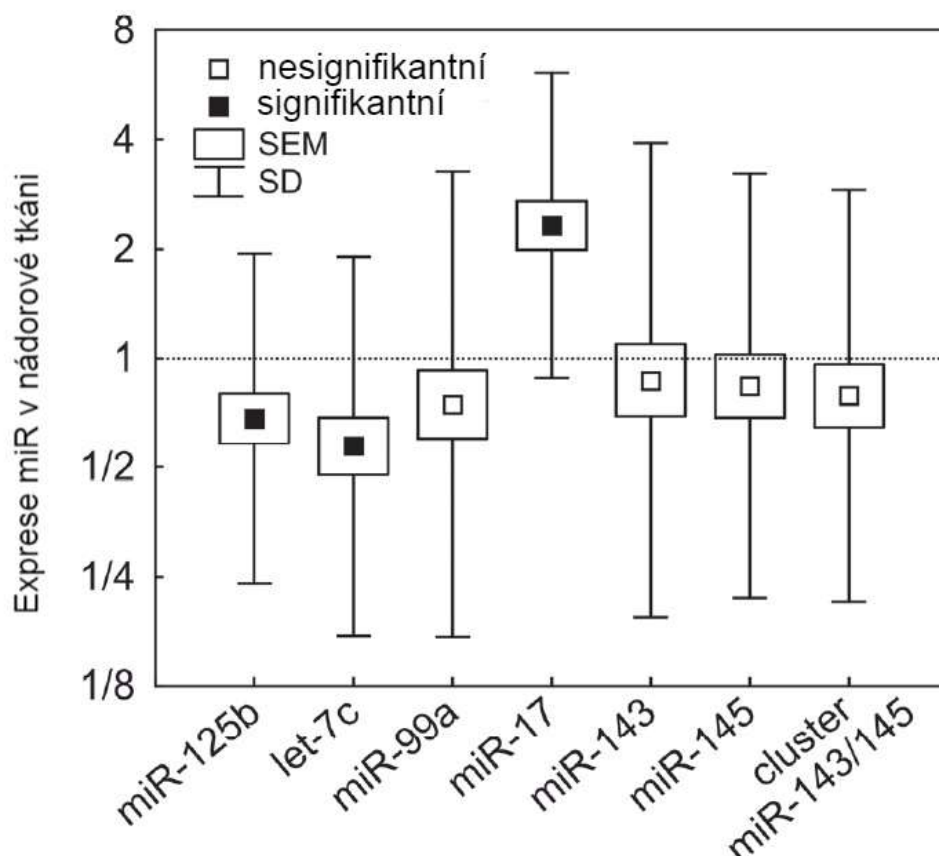 Exprese miR v nádorové tkáni
8
4
2
1
1/2
1/4
1/8
nesignifikantní
signifikantní
SEM
SD
miR-125b
let-7c
miR-99a
miR-17
miR-143
miR-145
cluster
miR-143/145